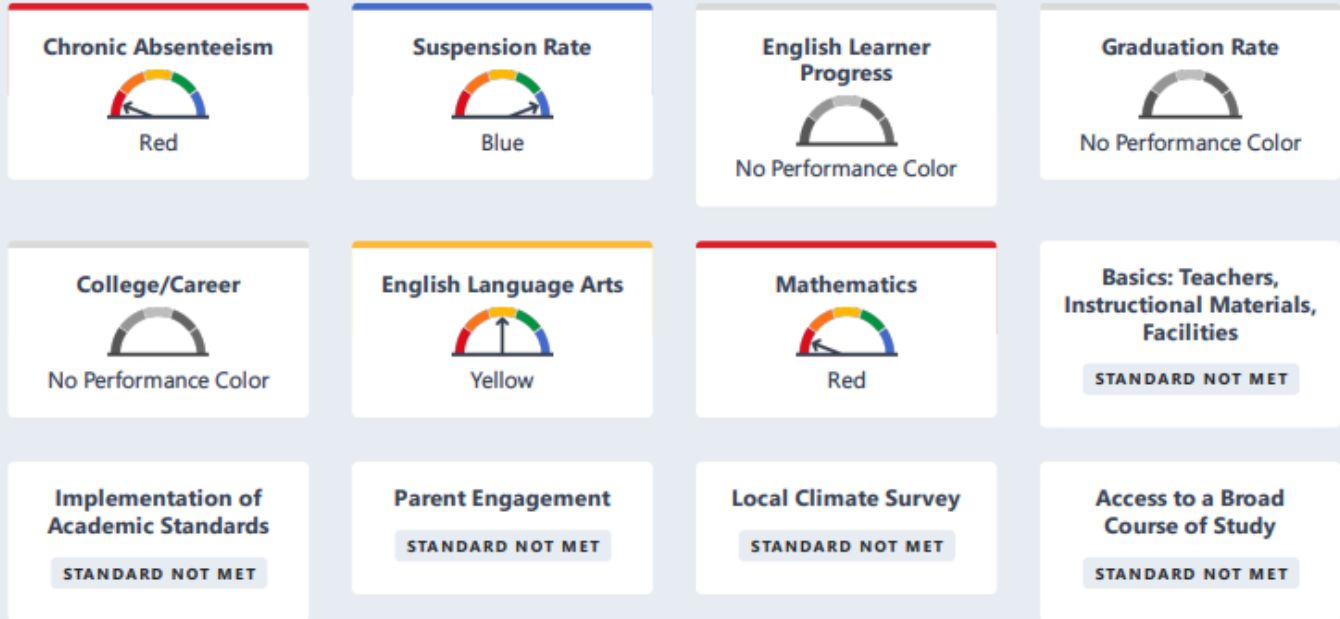 Chronic Absenteeism
Red
Suspension Rate
Blue
English Learner
Progress
No Performance Color
Graduation Rate
No Performance Color
College/Career
No Performance Color
English Language Arts
Yellow
Mathematics
Red
Basics: Teachers,
Instructional Materials,
Facilities
STANDARD NOT MET
Implementation of
Academic Standards
STANDARD NOT MET
Parent Engagement
STANDARD NOT MET
Local Climate Survey
STANDARD NOT MET
Access to a Broad
Course of Study
STANDARD NOT MET